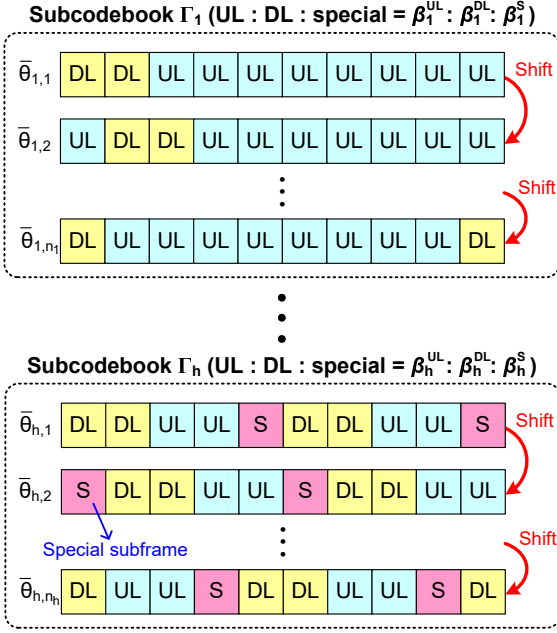 Subcodebook Γ₁ (UL : DL : special = β₁ᵁᴸ: β₁ᴰᴸ: β₁ˢ)
θ̄₁,₁ DL DL UL UL UL UL UL UL UL UL
Shift
θ̄₁,₂ UL DL DL UL UL UL UL UL UL UL
Shift
θ̄₁,ₙ₁ DL UL UL UL UL UL UL UL UL DL
Subcodebook Γₕ (UL : DL : special = βₕᵁᴸ: βₕᴰᴸ: βₕˢ)
θ̄ₕ,₁ DL DL UL UL S DL DL UL UL S
Shift
θ̄ₕ,₂ S DL DL UL UL S DL DL UL UL
Special subframe
Shift
θ̄ₕ,ₙₕ DL UL UL S DL DL UL UL S DL